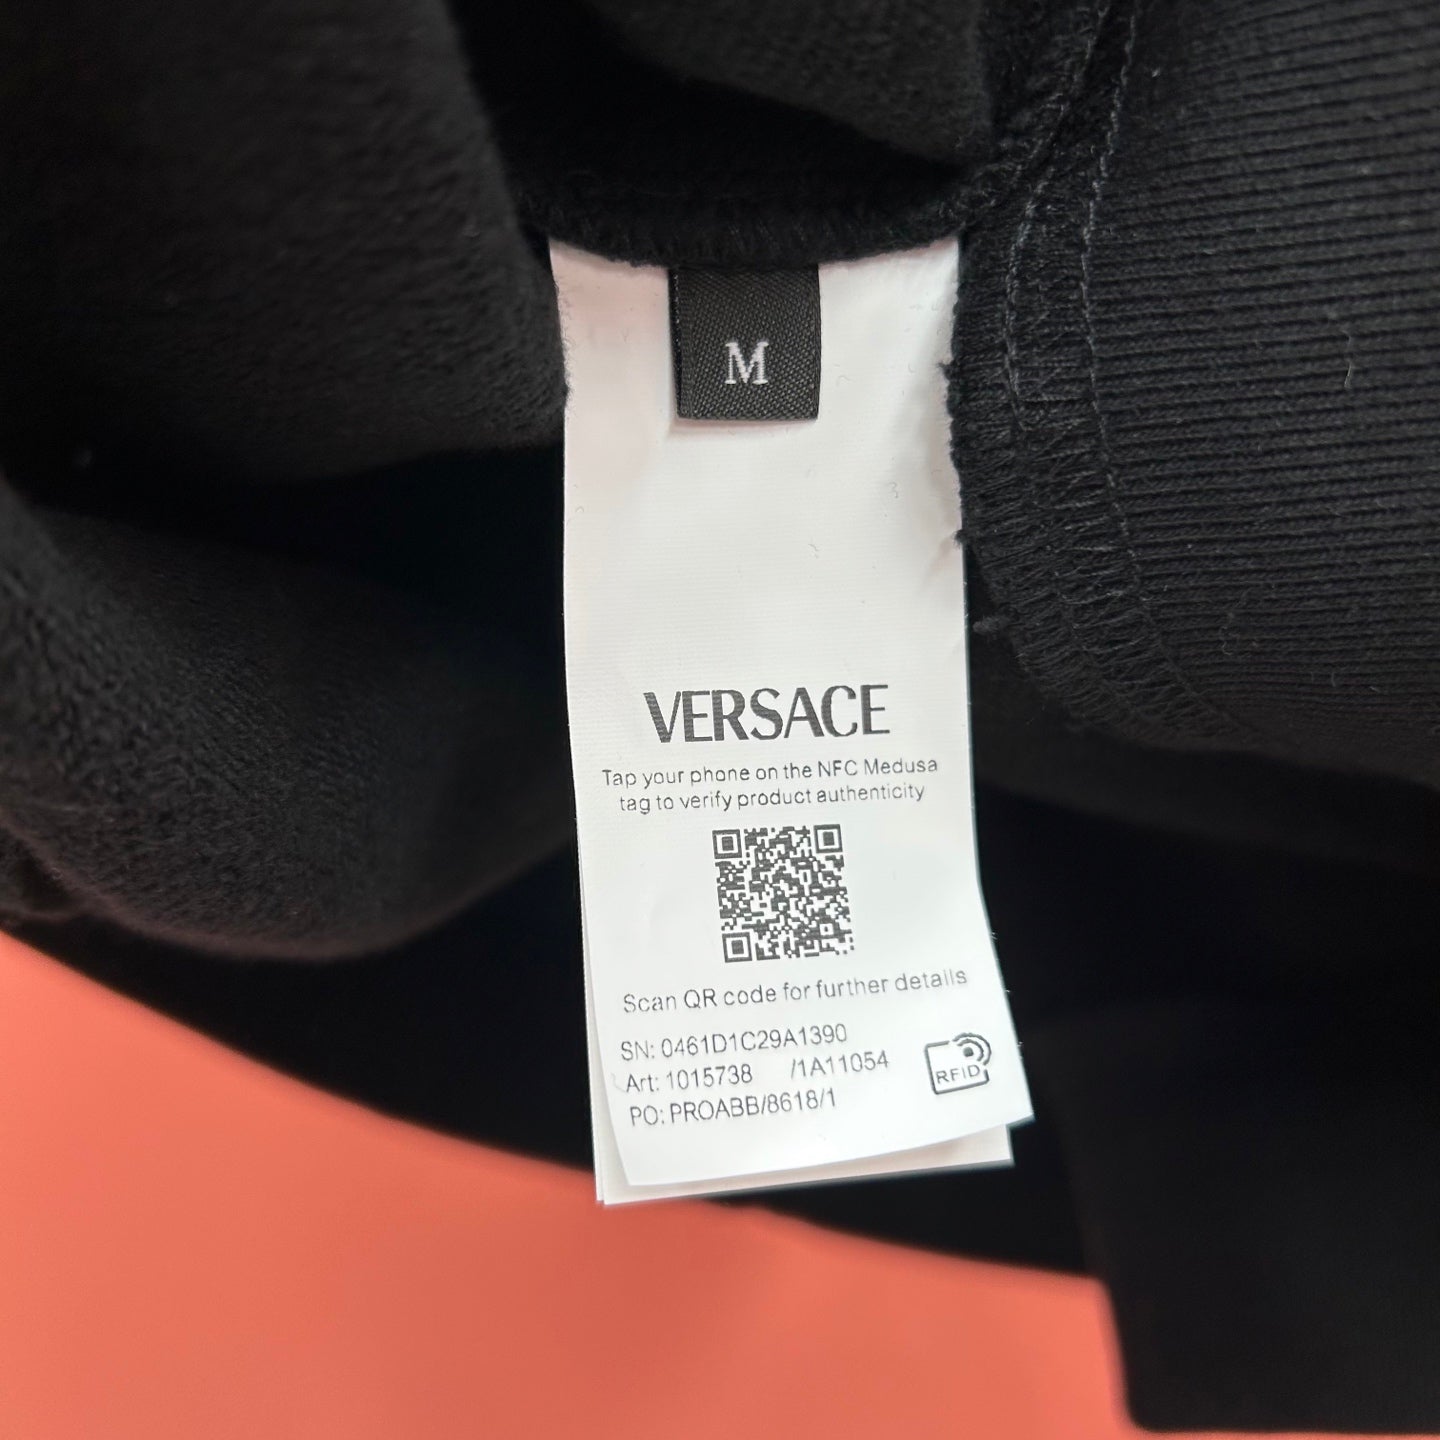 M
VERSACE
Tap your phone on the NFC Medusa
tag to verify product authenticity
Scan QR code for further details
SN: 0461D1C29A1390
Art: 1015738 /1A11054
PO: PROABB/8618/1
RFID